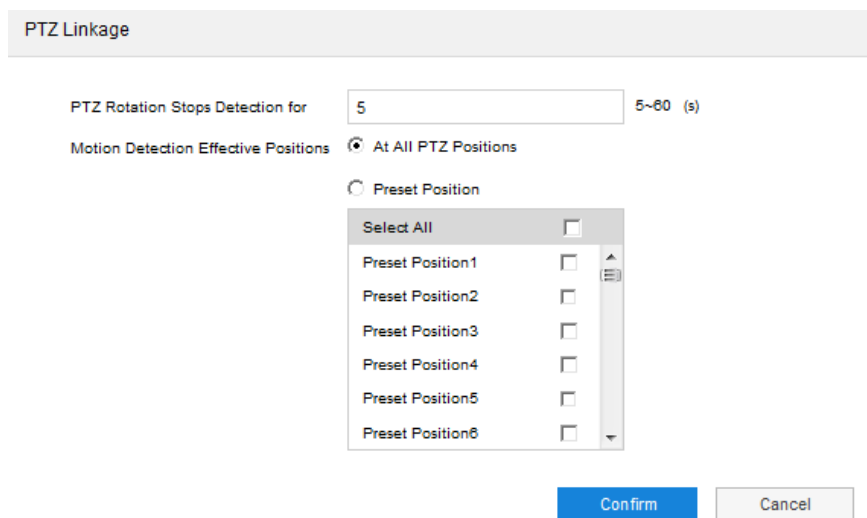 PTZ Linkage
PTZ Rotation Stops Detection for 5 5~60 (s)
Motion Detection Effective Positions At All PTZ Positions
Preset Position
Select All
Preset Position1
Preset Position2
Preset Position3
Preset Position4
Preset Position5
Preset Position6
Confirm Cancel